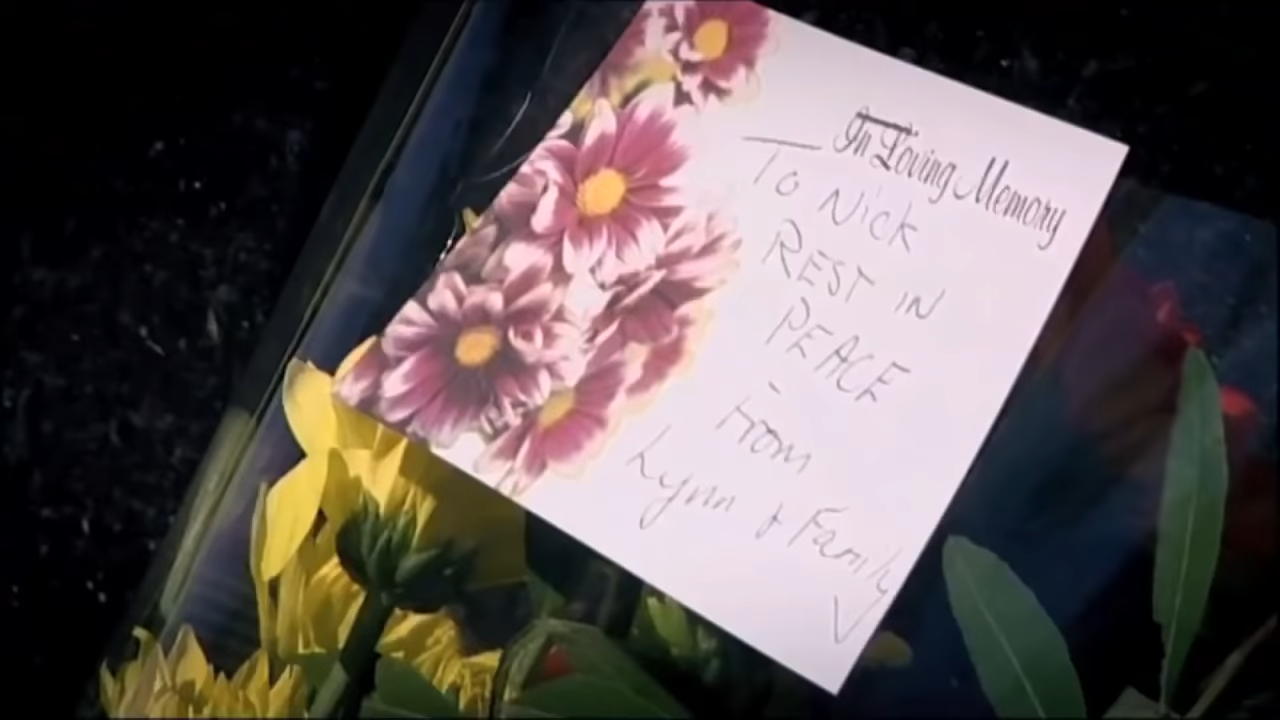 In Loving Memory
To Nick
REST IN
PEACE
From
Lynn + Family